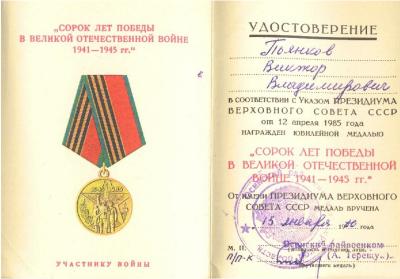 „СОРОК ЛЕТ ПОБЕДЫ
В ВЕЛИКОЙ ОТЕЧЕСТВЕННОЙ ВОЙНЕ
1941—1945 гг.“
УЧАСТНИКУ ВОЙНЫ
УДОСТОВЕРЕНИЕ
Пьянков
Виктор
Владимирович
В СООТВЕТСТВИИ С УКАЗОМ ПРЕЗИДИУМА
ВЕРХОВНОГО СОВЕТА СССР
от 12 апреля 1985 года
НАГРАЖДЕН ЮБИЛЕЙНОЙ МЕДАЛЬЮ
„СОРОК ЛЕТ ПОБЕДЫ
В ВЕЛИКОЙ ОТЕЧЕСТВЕННОЙ
ВОЙНЕ 1941—1945 гг.“
ОТ ИМЕНИ ПРЕЗИДИУМА ВЕРХОВНОГО
СОВЕТА СССР МЕДАЛЬ ВРУЧЕНА
15 января
райвоенком
М. П.
П/п-к